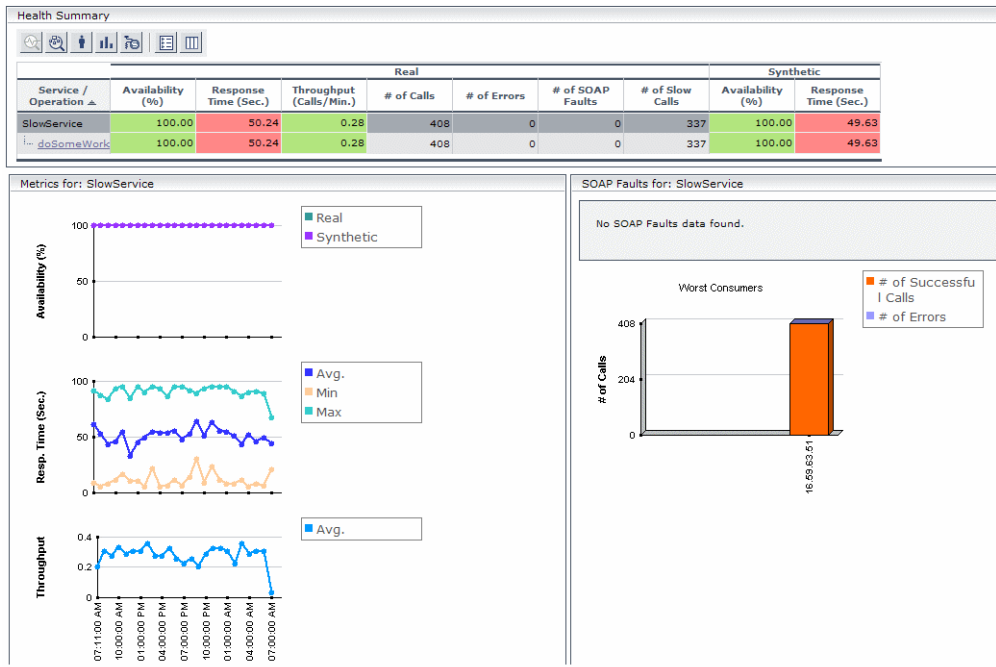 Health Summary
Real
Synthetic
Service / Operation
Availability (%)
Response Time (Sec.)
Throughput (Calls/Min.)
# of Calls
# of Errors
# of SOAP Faults
# of Slow Calls
Availability (%)
Response Time (Sec.)
SlowService 100.00 50.24 0.28 408 0 0 337 100.00 49.63
doSomeWork 100.00 50.24 0.28 408 0 0 337 100.00 49.63
Metrics for: SlowService
Availability (%)
100
50
0
Real
Synthetic
Resp. Time (Sec.)
100
50
0
Avg.
Min
Max
Throughput
0.4
0.2
0
Avg.
07:11:00 AM
10:00:00 AM
01:00:00 PM
04:00:00 PM
07:00:00 PM
10:00:00 PM
01:00:00 AM
04:00:00 AM
07:00:00 AM
SOAP Faults for: SlowService
No SOAP Faults data found.
Worst Consumers
# of Successfu
l Calls
# of Errors
# of Calls
408
204
0
16.59.63.51